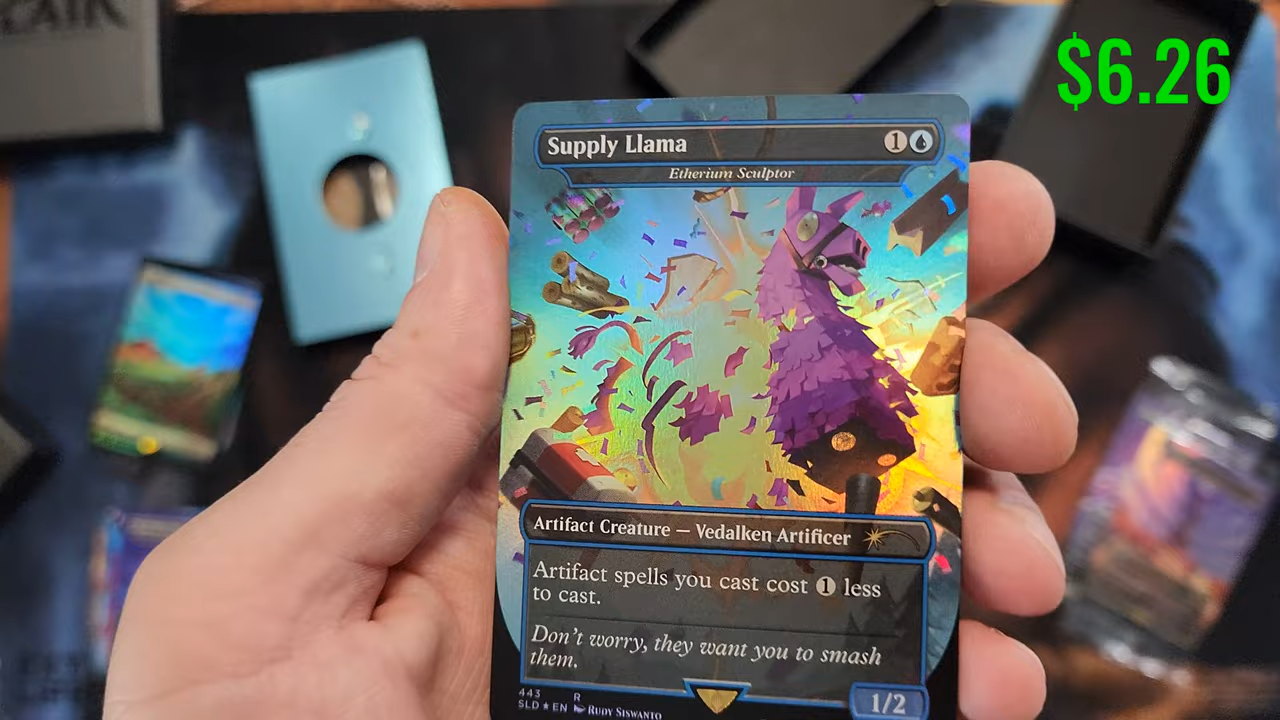 $6.26
Supply Llama 1
Etherium Sculptor
Artifact Creature — Vedalken Artificer
Artifact spells you cast cost 1 less
to cast.
Don't worry, they want you to smash
them.
443 R
SLD ★ EN Rudy Siswanto
1/2